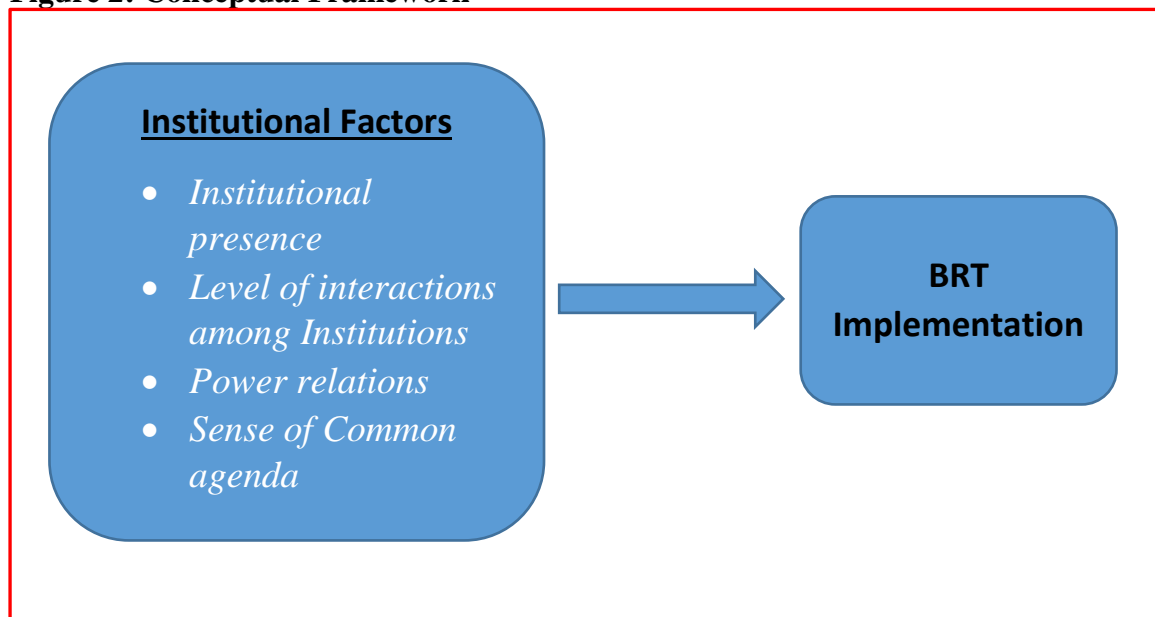 Figure 2: Conceptual Framework
Institutional Factors
• Institutional
presence
• Level of interactions
among Institutions
• Power relations
• Sense of Common
agenda
BRT
Implementation